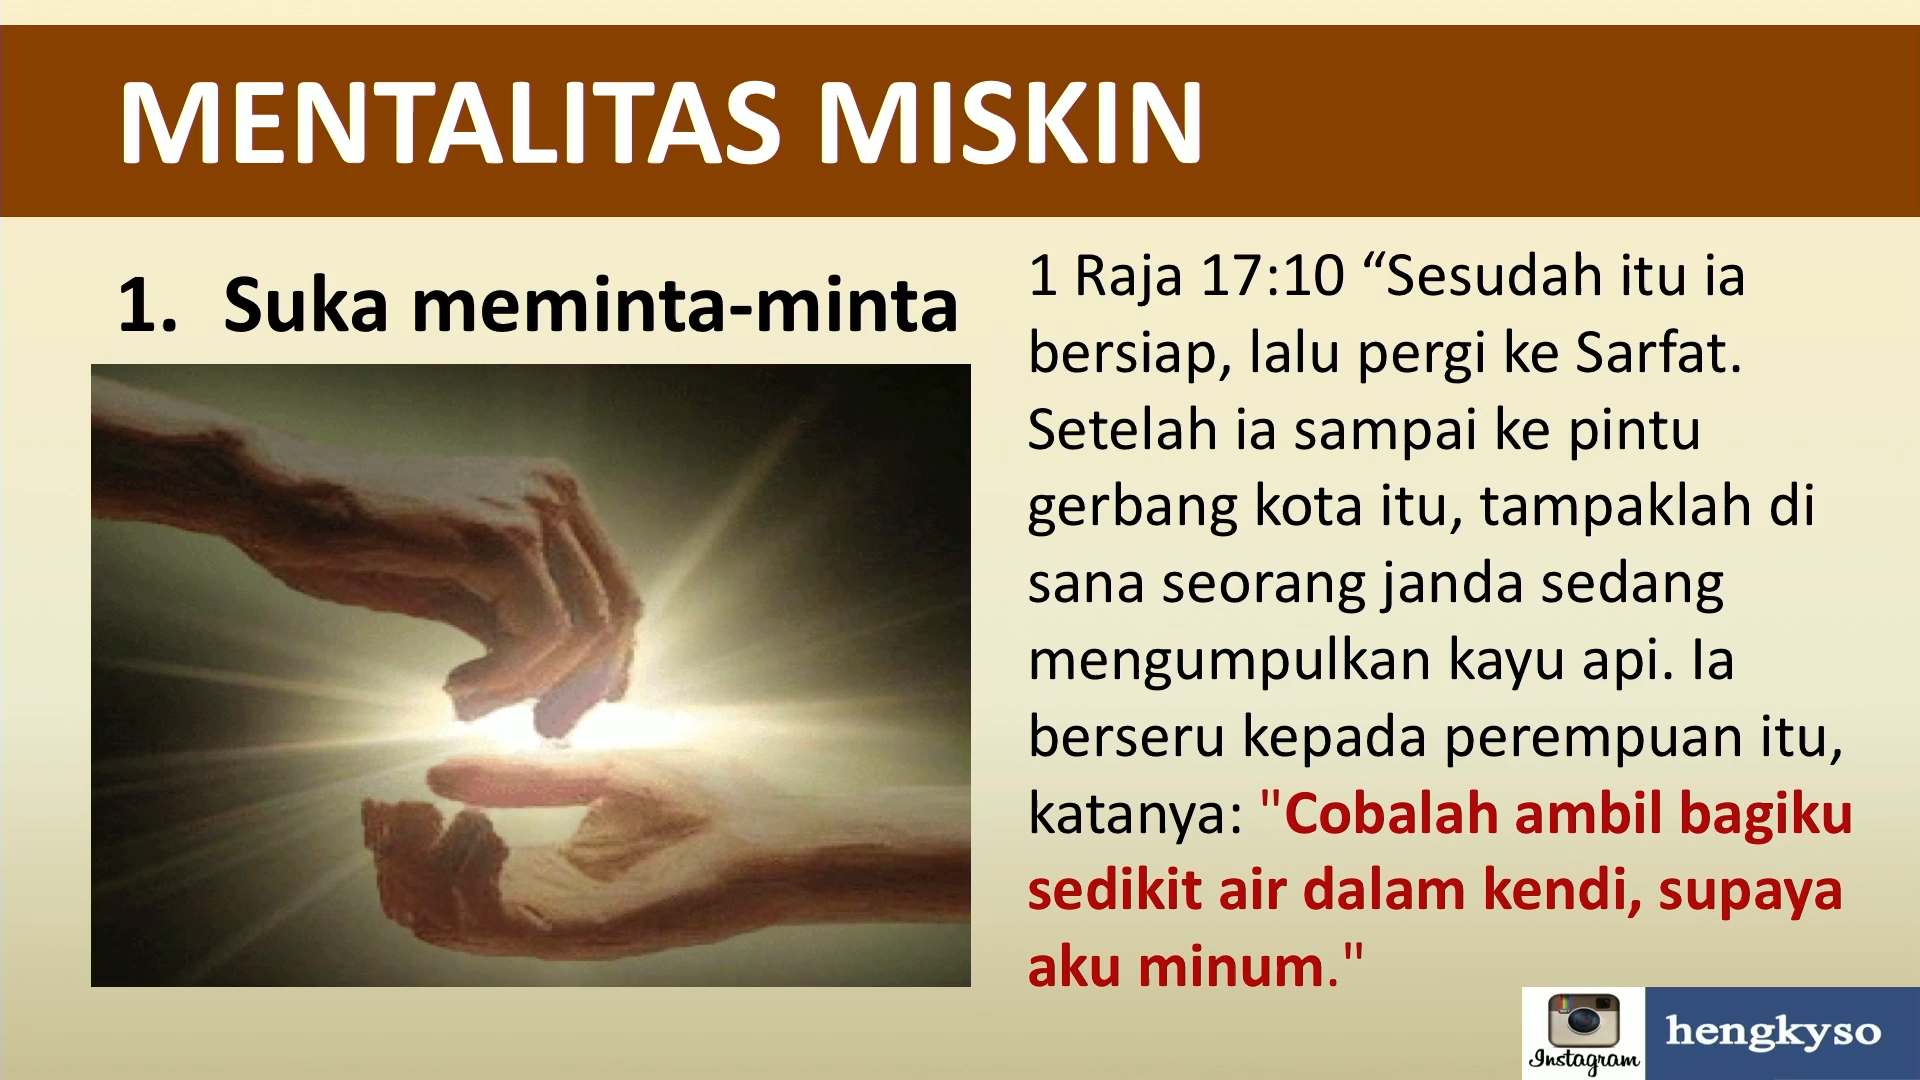 MENTALITAS MISKIN
1. Suka meminta-minta
1 Raja 17:10 “Sesudah itu ia
bersiap, lalu pergi ke Sarfat.
Setelah ia sampai ke pintu
gerbang kota itu, tampaklah di
sana seorang janda sedang
mengumpulkan kayu api. Ia
berseru kepada perempuan itu,
katanya: "Cobalah ambil bagiku
sedikit air dalam kendi, supaya
aku minum."
Instagram
hengkyso